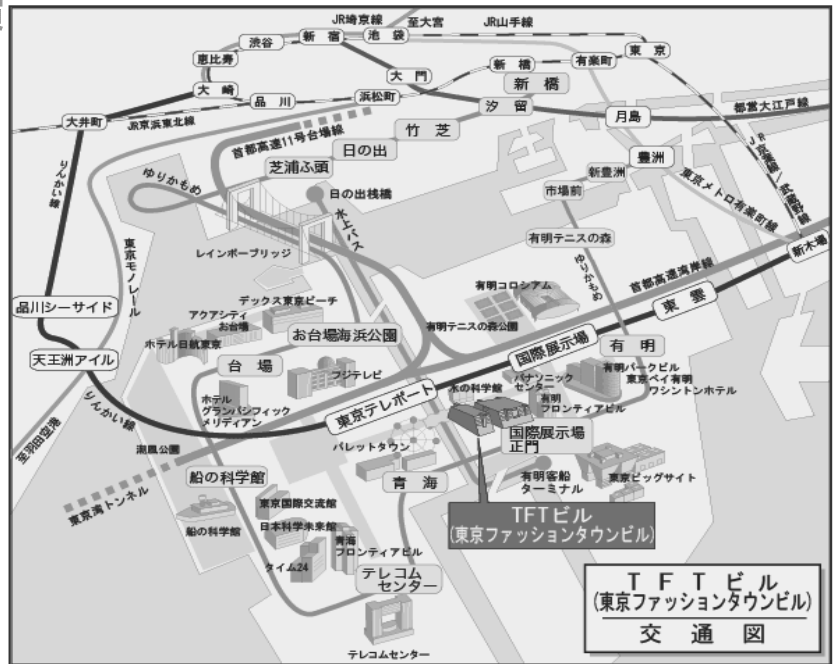 JR埼京線
至大宮
JR山手線
渋谷
新宿
池袋
恵比寿
大門
新橋
有楽町
東京
大崎
品川
浜松町
新橋
汐留
月島
都営大江戸線
大井町
JR京浜東北線
竹芝
日の出
芝浦ふ頭
首都高速11号台場線
りんかい線
ゆりかもめ
日の出桟橋
水上バス
豊洲
新豊洲
市場前
東京メトロ有楽町線
JR京葉線/武蔵野線
有明テニスの森
ゆりかもめ
新木場
レインボーブリッジ
東京モノレール
首都高速湾岸線
東雲
有明コロシアム
有明テニスの森公園
品川シーサイド
デックス東京ビーチ
アクアシティ
お台場
お台場海浜公園
ホテル日航東京
国際展示場
有明
天王洲アイル
台場
フジテレビ
水の科学館
パナソニック
センター
有明パークビル
東京ベイ有明
ワシントンホテル
有明
フロンティアビル
ホテル
グランパシフィック
メリディアン
東京テレポート
りんかい線
至羽田空港
潮風公園
パレットタウン
国際展示場
正門
船の科学館
東京湾トンネル
青海
有明客船
ターミナル
東京ビッグサイト
船の科学館
東京国際交流館
日本科学未来館
青海
フロンティアビル
タイム24
テレコム
センター
テレコムセンター
TFTビル
(東京ファッションタウンビル)
TFTビル
(東京ファッションタウンビル)
交通図